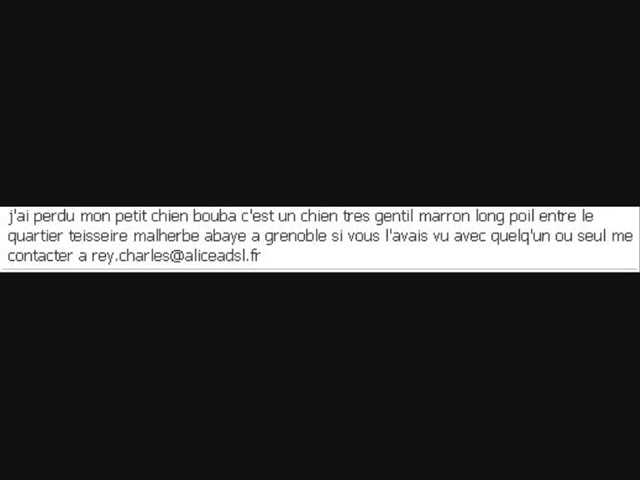 j'ai perdu mon petit chien bouba c'est un chien tres gentil marron long poil entre le
quartier teisseire malherbe abaye a grenoble si vous l'avais vu avec quelq'un ou seul me
contacter a rey.charles@aliceadsl.fr